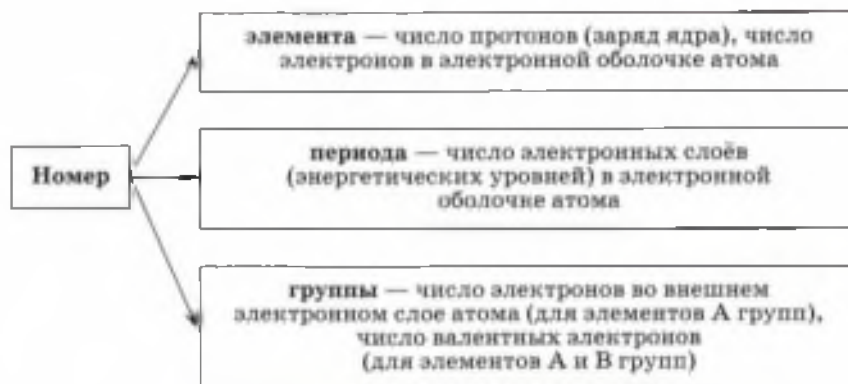 элемента — число протонов (заряд ядра), число
электронов в электронной оболочке атома
Номер
периода — число электронных слоёв
(энергетических уровней) в электронной
оболочке атома
группы — число электронов во внешнем
электронном слое атома (для элементов А групп),
число валентных электронов
(для элементов А и В групп)